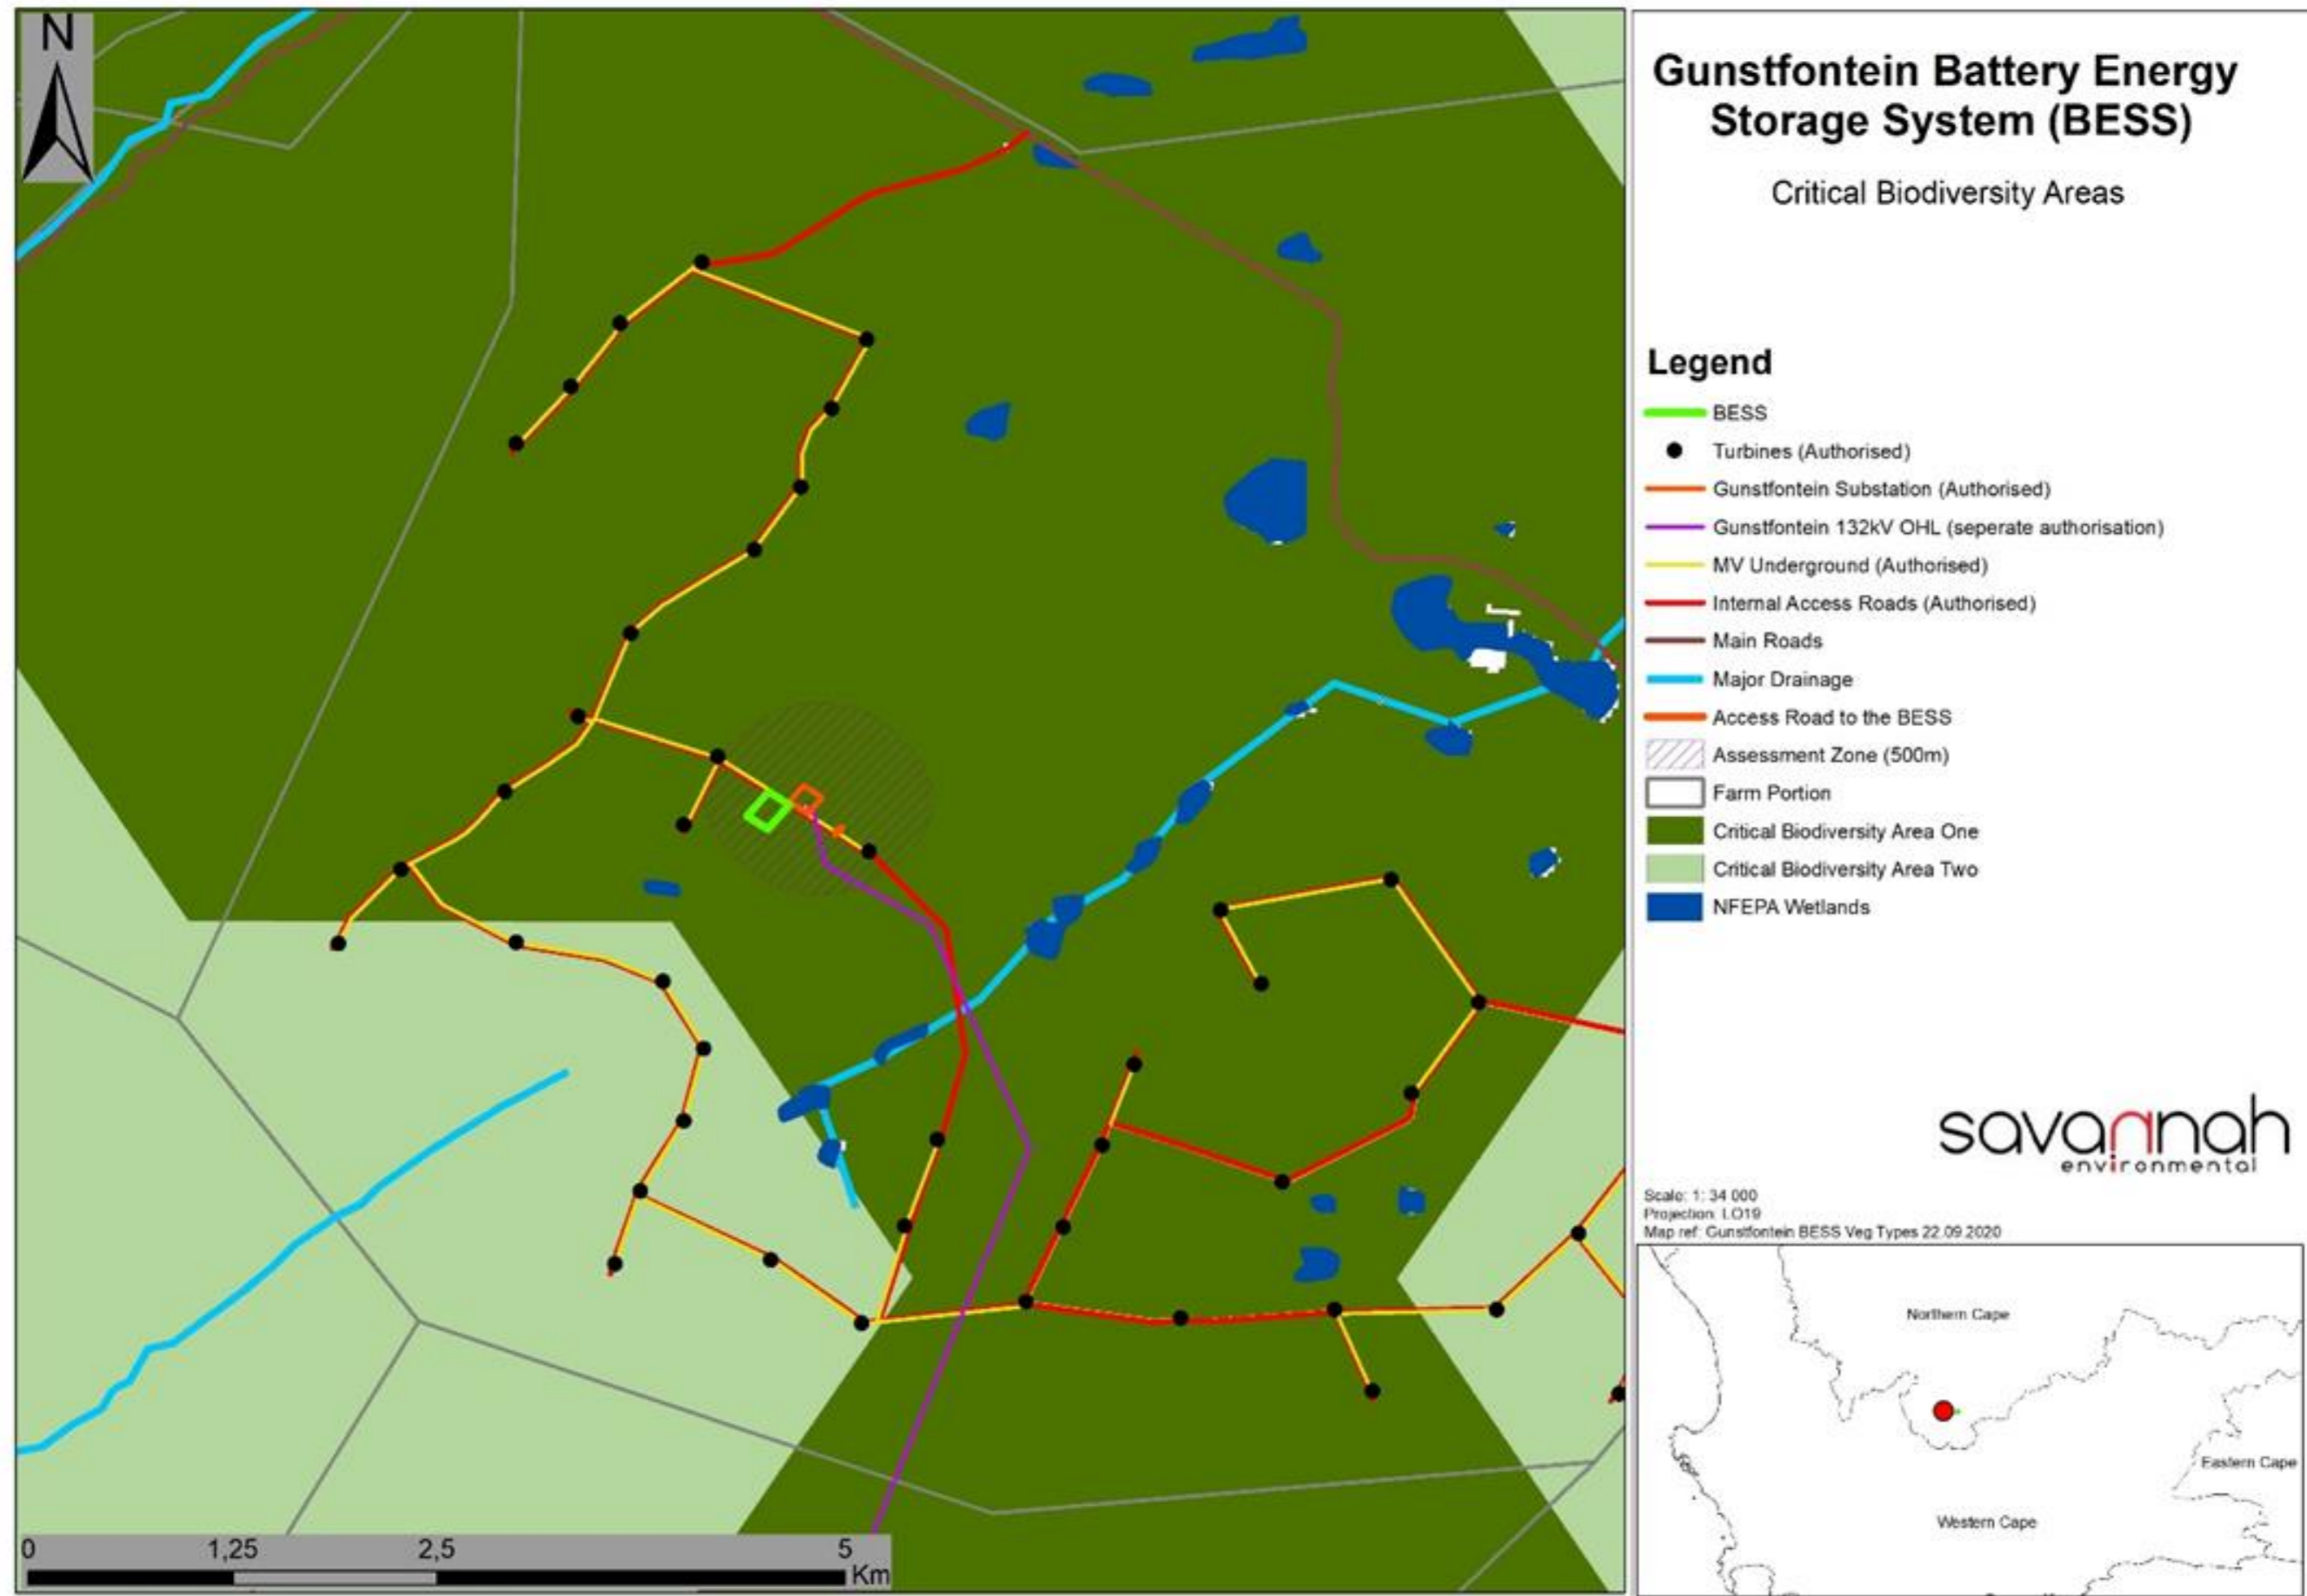 N
0 1,25 2,5 5
Km
Gunstfontein Battery Energy
Storage System (BESS)
Critical Biodiversity Areas
Legend
BESS
Turbines (Authorised)
Gunstfontein Substation (Authorised)
Gunstfontein 132kV OHL (seperate authorisation)
MV Underground (Authorised)
Internal Access Roads (Authorised)
Main Roads
Major Drainage
Access Road to the BESS
Assessment Zone (500m)
Farm Portion
Critical Biodiversity Area One
Critical Biodiversity Area Two
NFEPA Wetlands
savannah
environmental
Scale: 1: 34 000
Projection: LO19
Map ref: Gunstfontein BESS Veg Types 22.09.2020
Northern Cape
Eastern Cape
Western Cape